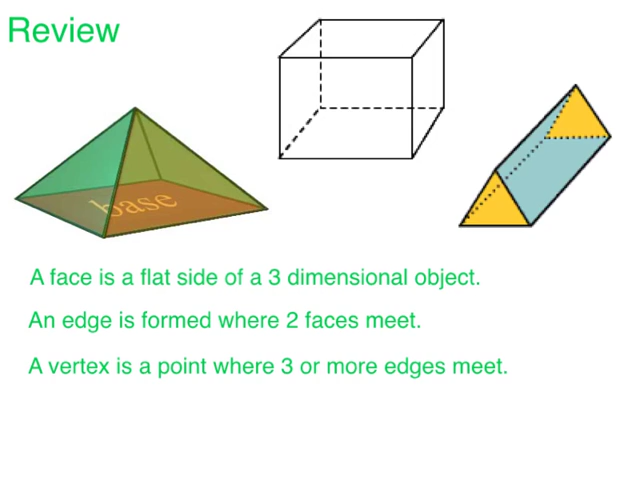 Review
base
A face is a flat side of a 3 dimensional object.
An edge is formed where 2 faces meet.
A vertex is a point where 3 or more edges meet.